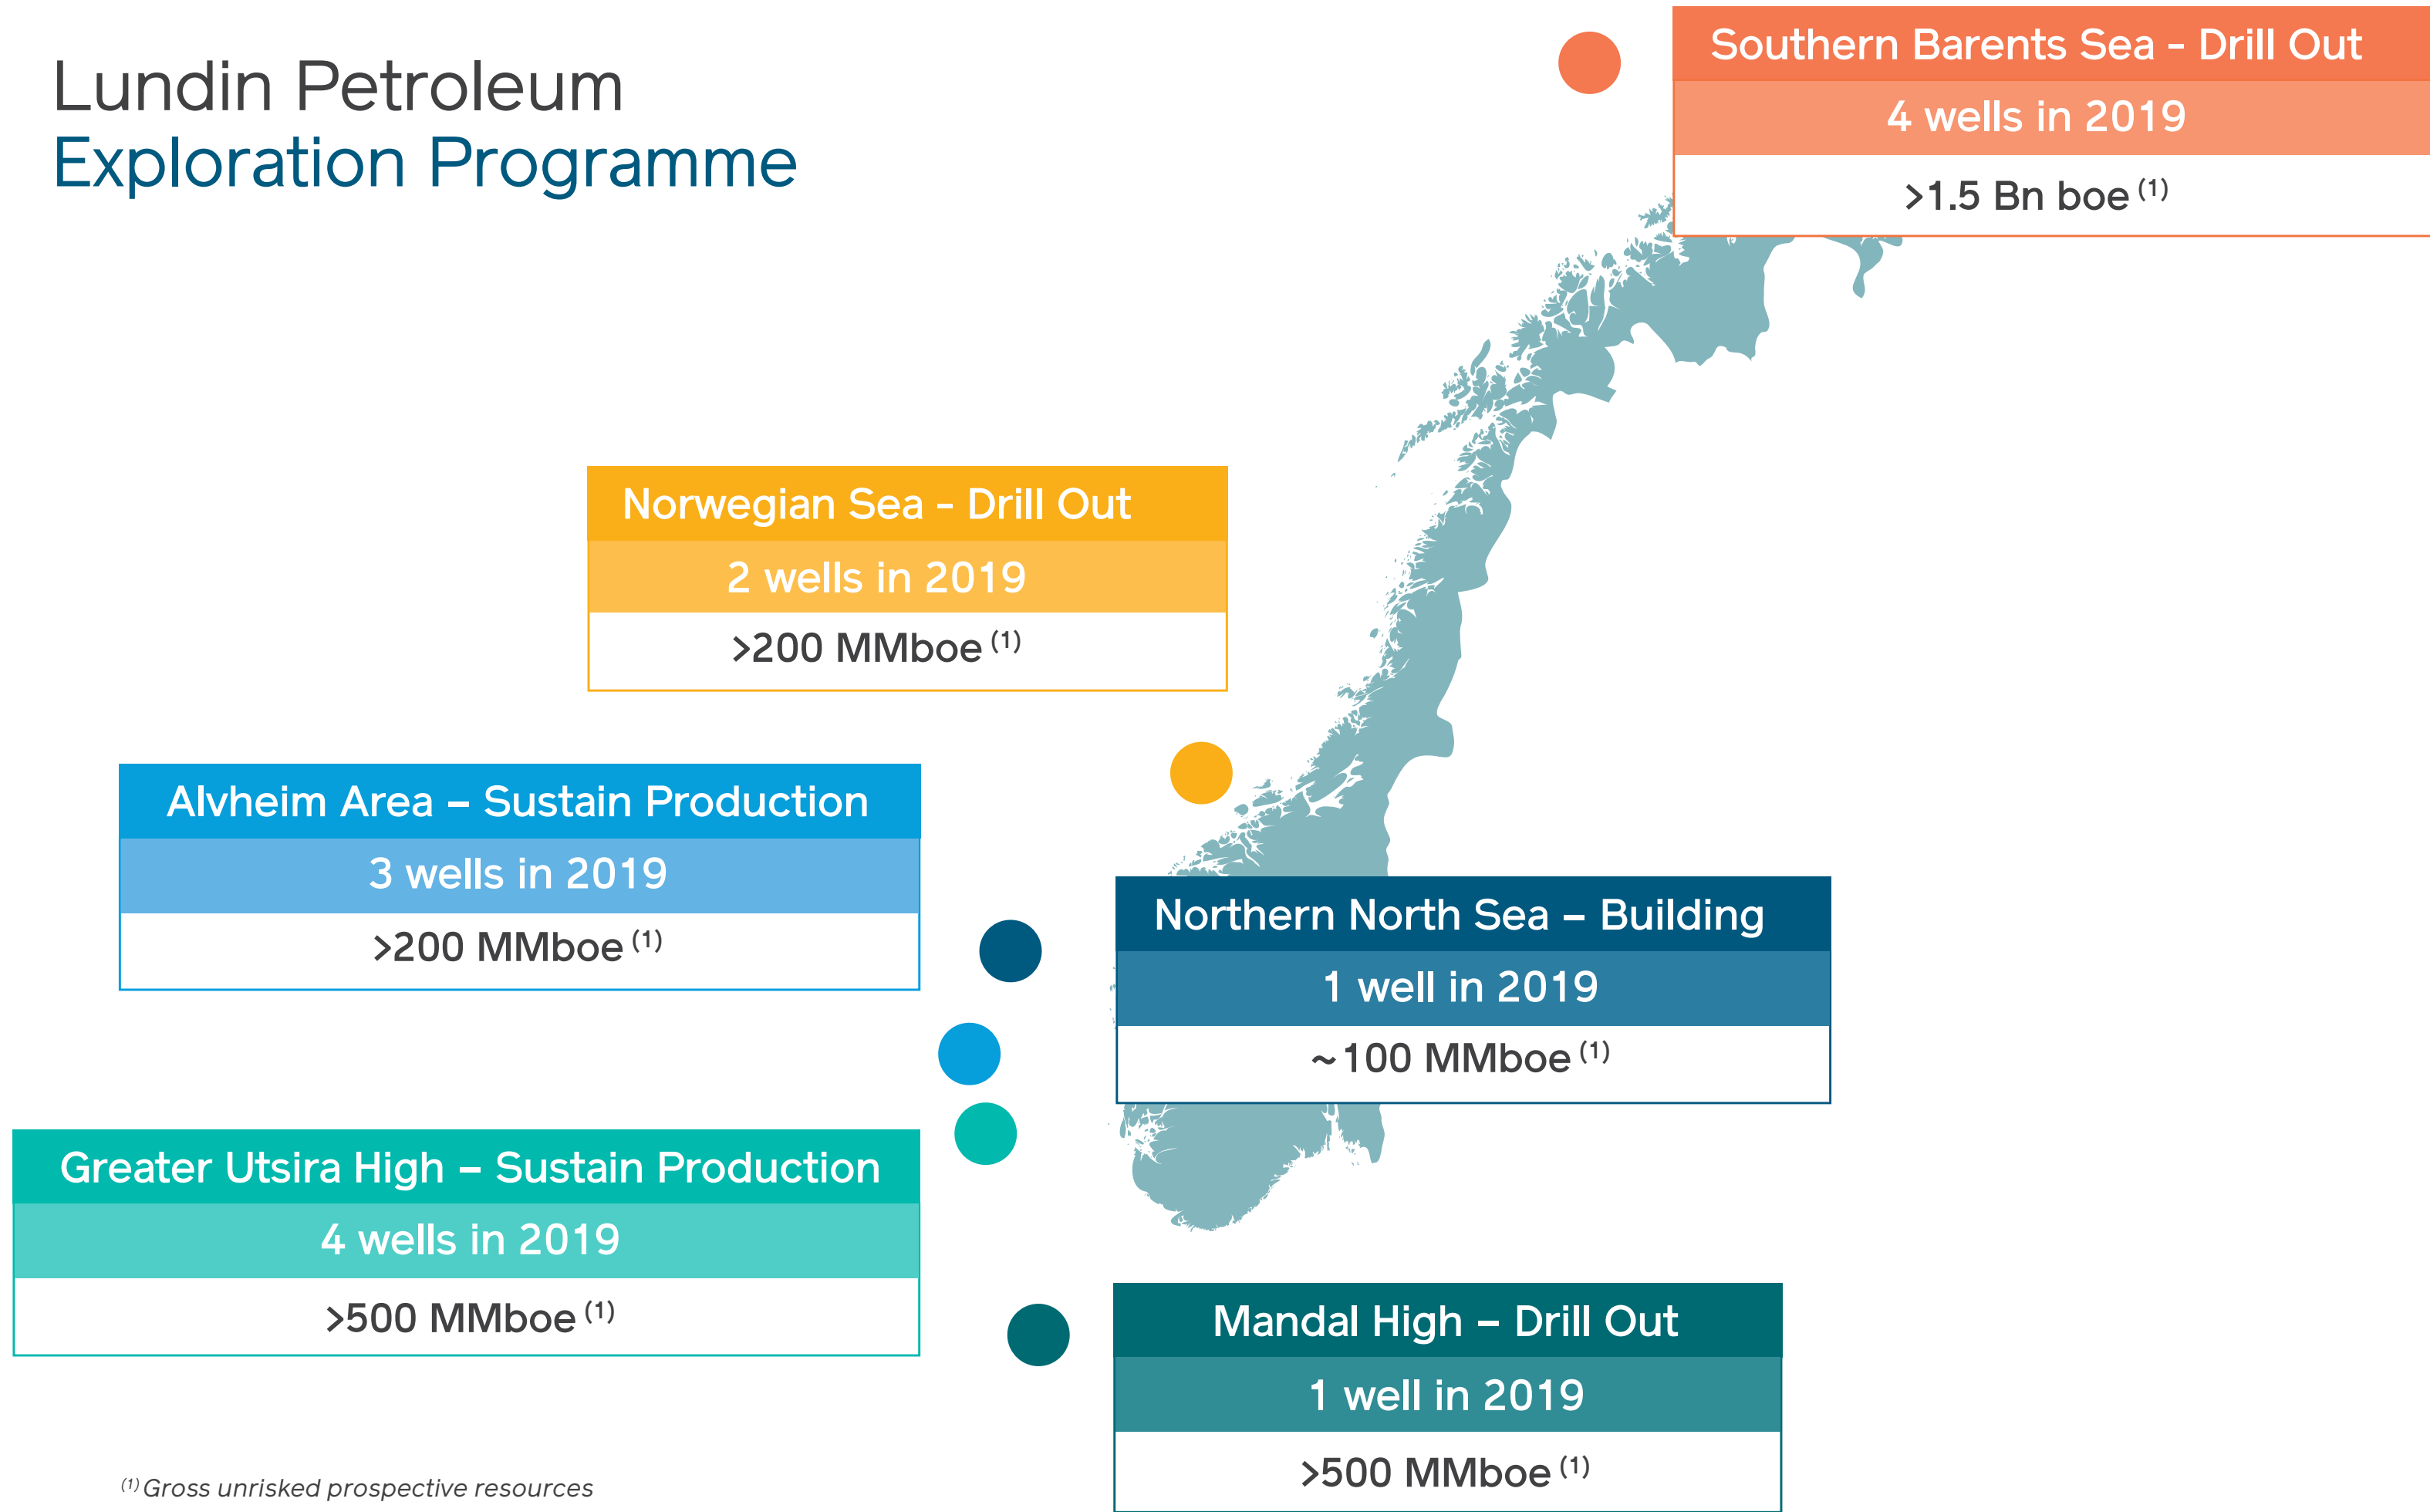 Lundin Petroleum
Exploration Programme
Southern Barents Sea - Drill Out
4 wells in 2019
>1.5 Bn boe (1)
Norwegian Sea - Drill Out
2 wells in 2019
>200 MMboe (1)
Alvheim Area – Sustain Production
3 wells in 2019
>200 MMboe (1)
Northern North Sea – Building
1 well in 2019
~100 MMboe (1)
Greater Utsira High – Sustain Production
4 wells in 2019
>500 MMboe (1)
Mandal High – Drill Out
1 well in 2019
>500 MMboe (1)
(1) Gross unrisked prospective resources